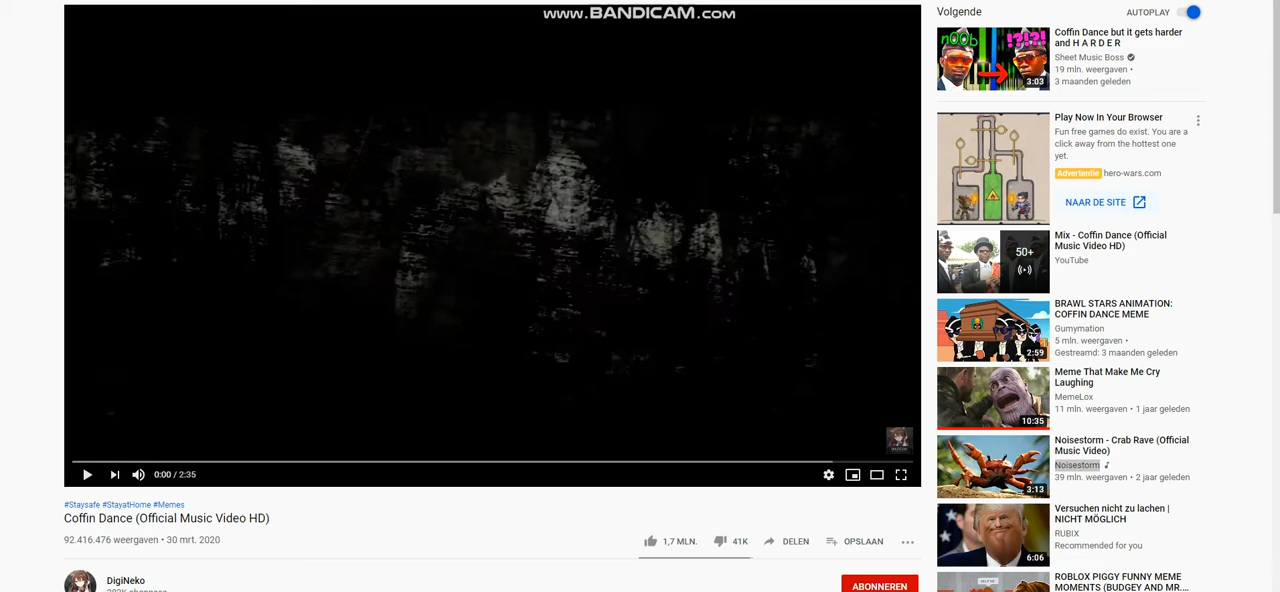 WWW.BANDICAM.COM
0:00 / 2:35
#Staysafe #StayatHome #Memes
Coffin Dance (Official Music Video HD)
92.416.476 weergaven • 30 mrt. 2020
1,7 MLN.
41K
DELEN
OPSLAAN
DigiNeko
ABONNEREN
Volgende
AUTOPLAY
n00b
!?!?!
3:03
Coffin Dance but it gets harder
and H A R D E R
Sheet Music Boss
19 mln. weergaven •
3 maanden geleden
Play Now In Your Browser
Fun free games do exist. You are a
click away from the hottest one
yet.
Advertentie hero-wars.com
NAAR DE SITE
50+
Mix - Coffin Dance (Official
Music Video HD)
YouTube
2:59
BRAWL STARS ANIMATION:
COFFIN DANCE MEME
Gumymation
5 mln. weergaven •
Gestreamd: 3 maanden geleden
10:35
Meme That Make Me Cry
Laughing
MemeLox
11 mln. weergaven • 1 jaar geleden
3:13
Noisestorm - Crab Rave (Official
Music Video)
Noisestorm
39 mln. weergaven • 2 jaar geleden
6:06
Versuchen nicht zu lachen |
NICHT MÖGLICH
RUBIX
Recommended for you
ROBLOX PIGGY FUNNY MEME
MOMENTS (BUDGEY AND MR....